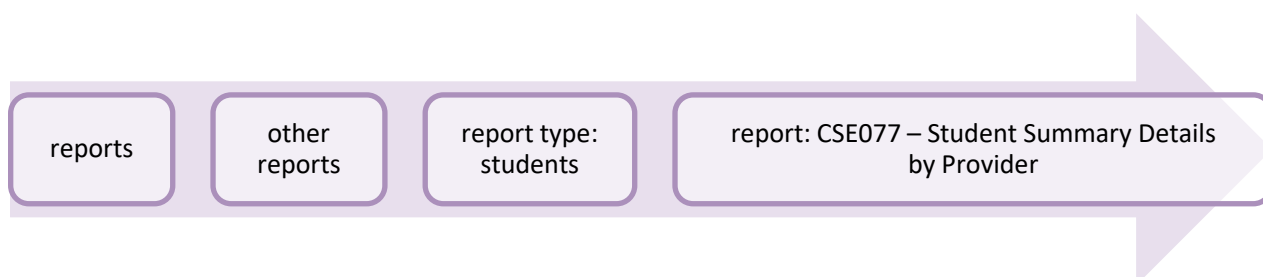 reports
other
reports
report type:
students
report: CSE077 – Student Summary Details
by Provider